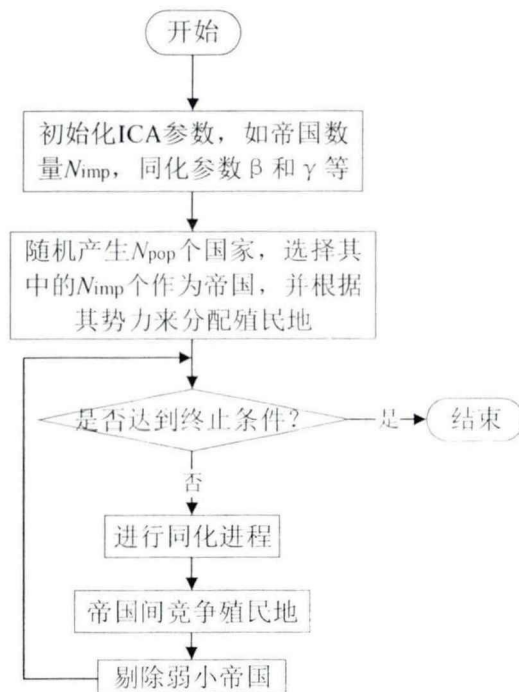 开始
初始化ICA参数，如帝国数
量Nimp，同化参数β和γ等
随机产生Npop个国家，选择其
中的Nimp个作为帝国，并根据
其势力来分配殖民地
是否达到终止条件？
是
结束
否
进行同化进程
帝国间竞争殖民地
剔除弱小帝国